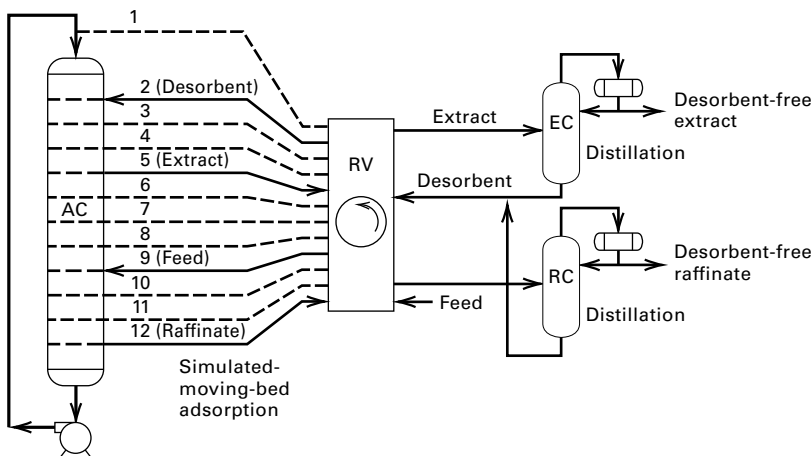 1
2 (Desorbent)
3
4
5 (Extract)
6
7
8
9 (Feed)
10
11
12 (Raffinate)
AC
RV
Simulated-
moving-bed
adsorption
Extract
Desorbent
Feed
EC
Distillation
Desorbent-free
extract
RC
Distillation
Desorbent-free
raffinate